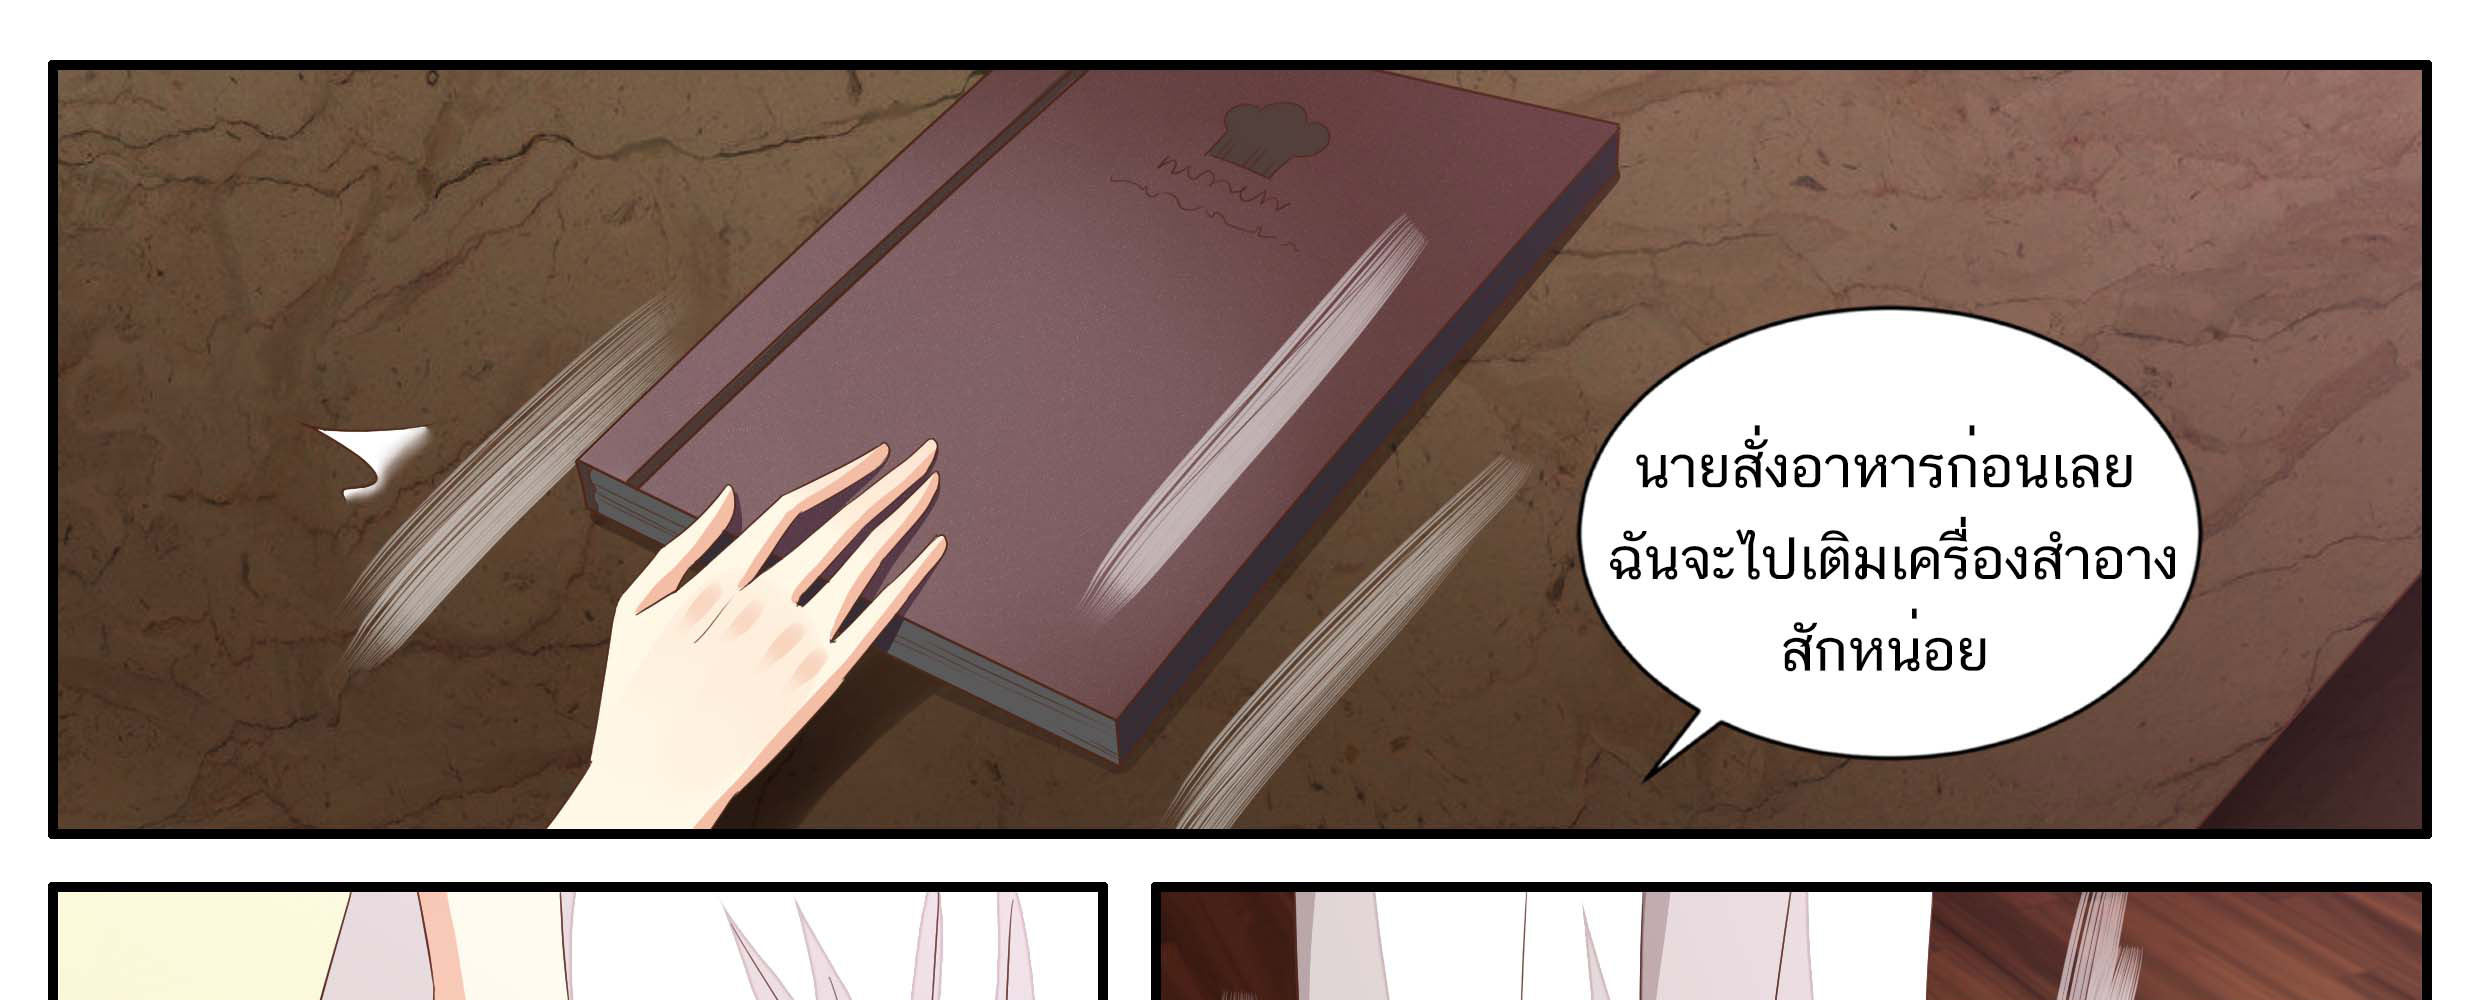 นายสั่งอาหารก่อนเลย
ฉันจะไปเติมเครื่องสำอาง
สักหน่อย